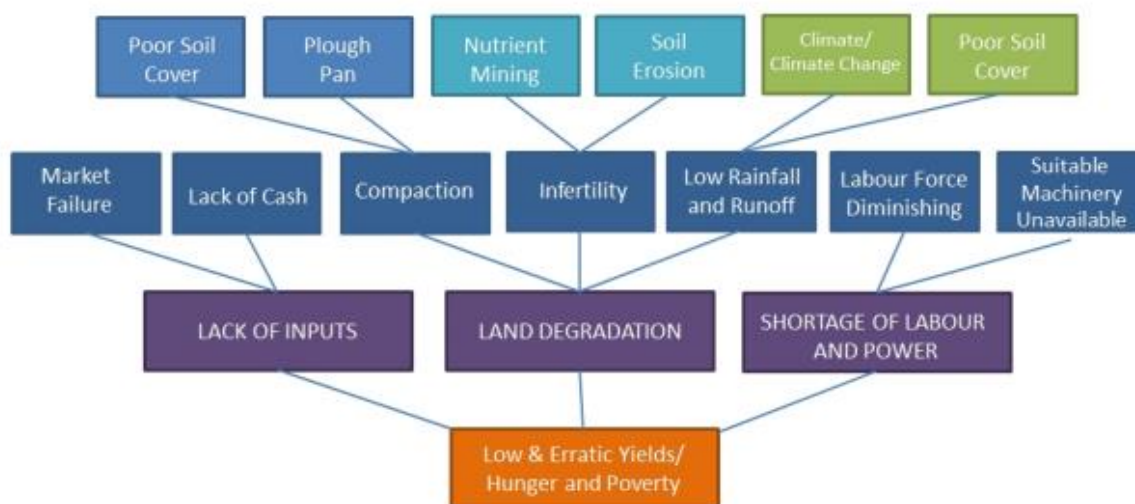 Poor Soil
Cover
Plough
Pan
Nutrient
Mining
Soil
Erosion
Climate/
Climate Change
Poor Soil
Cover
Market
Failure
Lack of Cash
Compaction
Infertility
Low Rainfall
and Runoff
Labour Force
Diminishing
Suitable
Machinery
Unavailable
LACK OF INPUTS
LAND DEGRADATION
SHORTAGE OF LABOUR
AND POWER
Low & Erratic Yields/
Hunger and Poverty